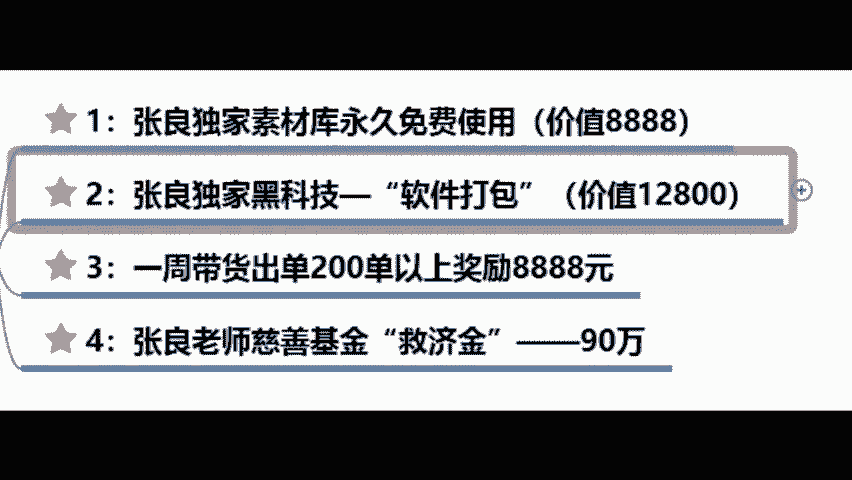 1：张良独家素材库永久免费使用（价值8888）
2：张良独家黑科技—“软件打包”（价值12800）
3：一周带货出单200单以上奖励8888元
4：张良老师慈善基金“救济金”——90万